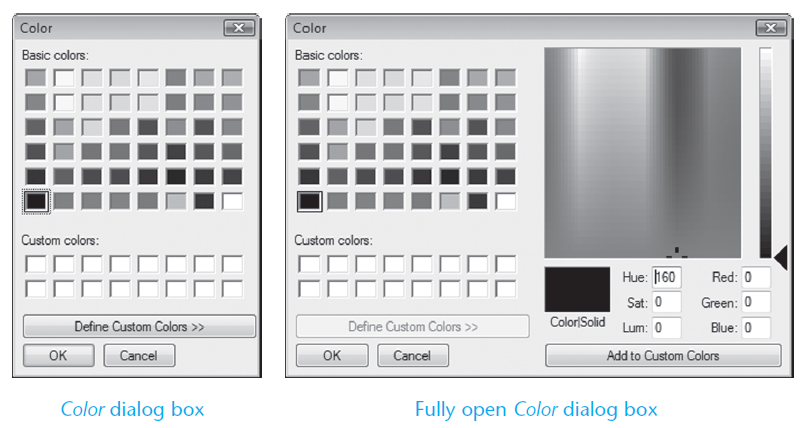 Color
Basic colors:
Custom colors:
Define Custom Colors >>
OK Cancel
Color dialog box
Color
Basic colors:
Custom colors:
Define Custom Colors >>
OK Cancel
Color|Solid
Hue: 160 Red: 0
Sat: 0 Green: 0
Lum: 0 Blue: 0
Add to Custom Colors
Fully open Color dialog box